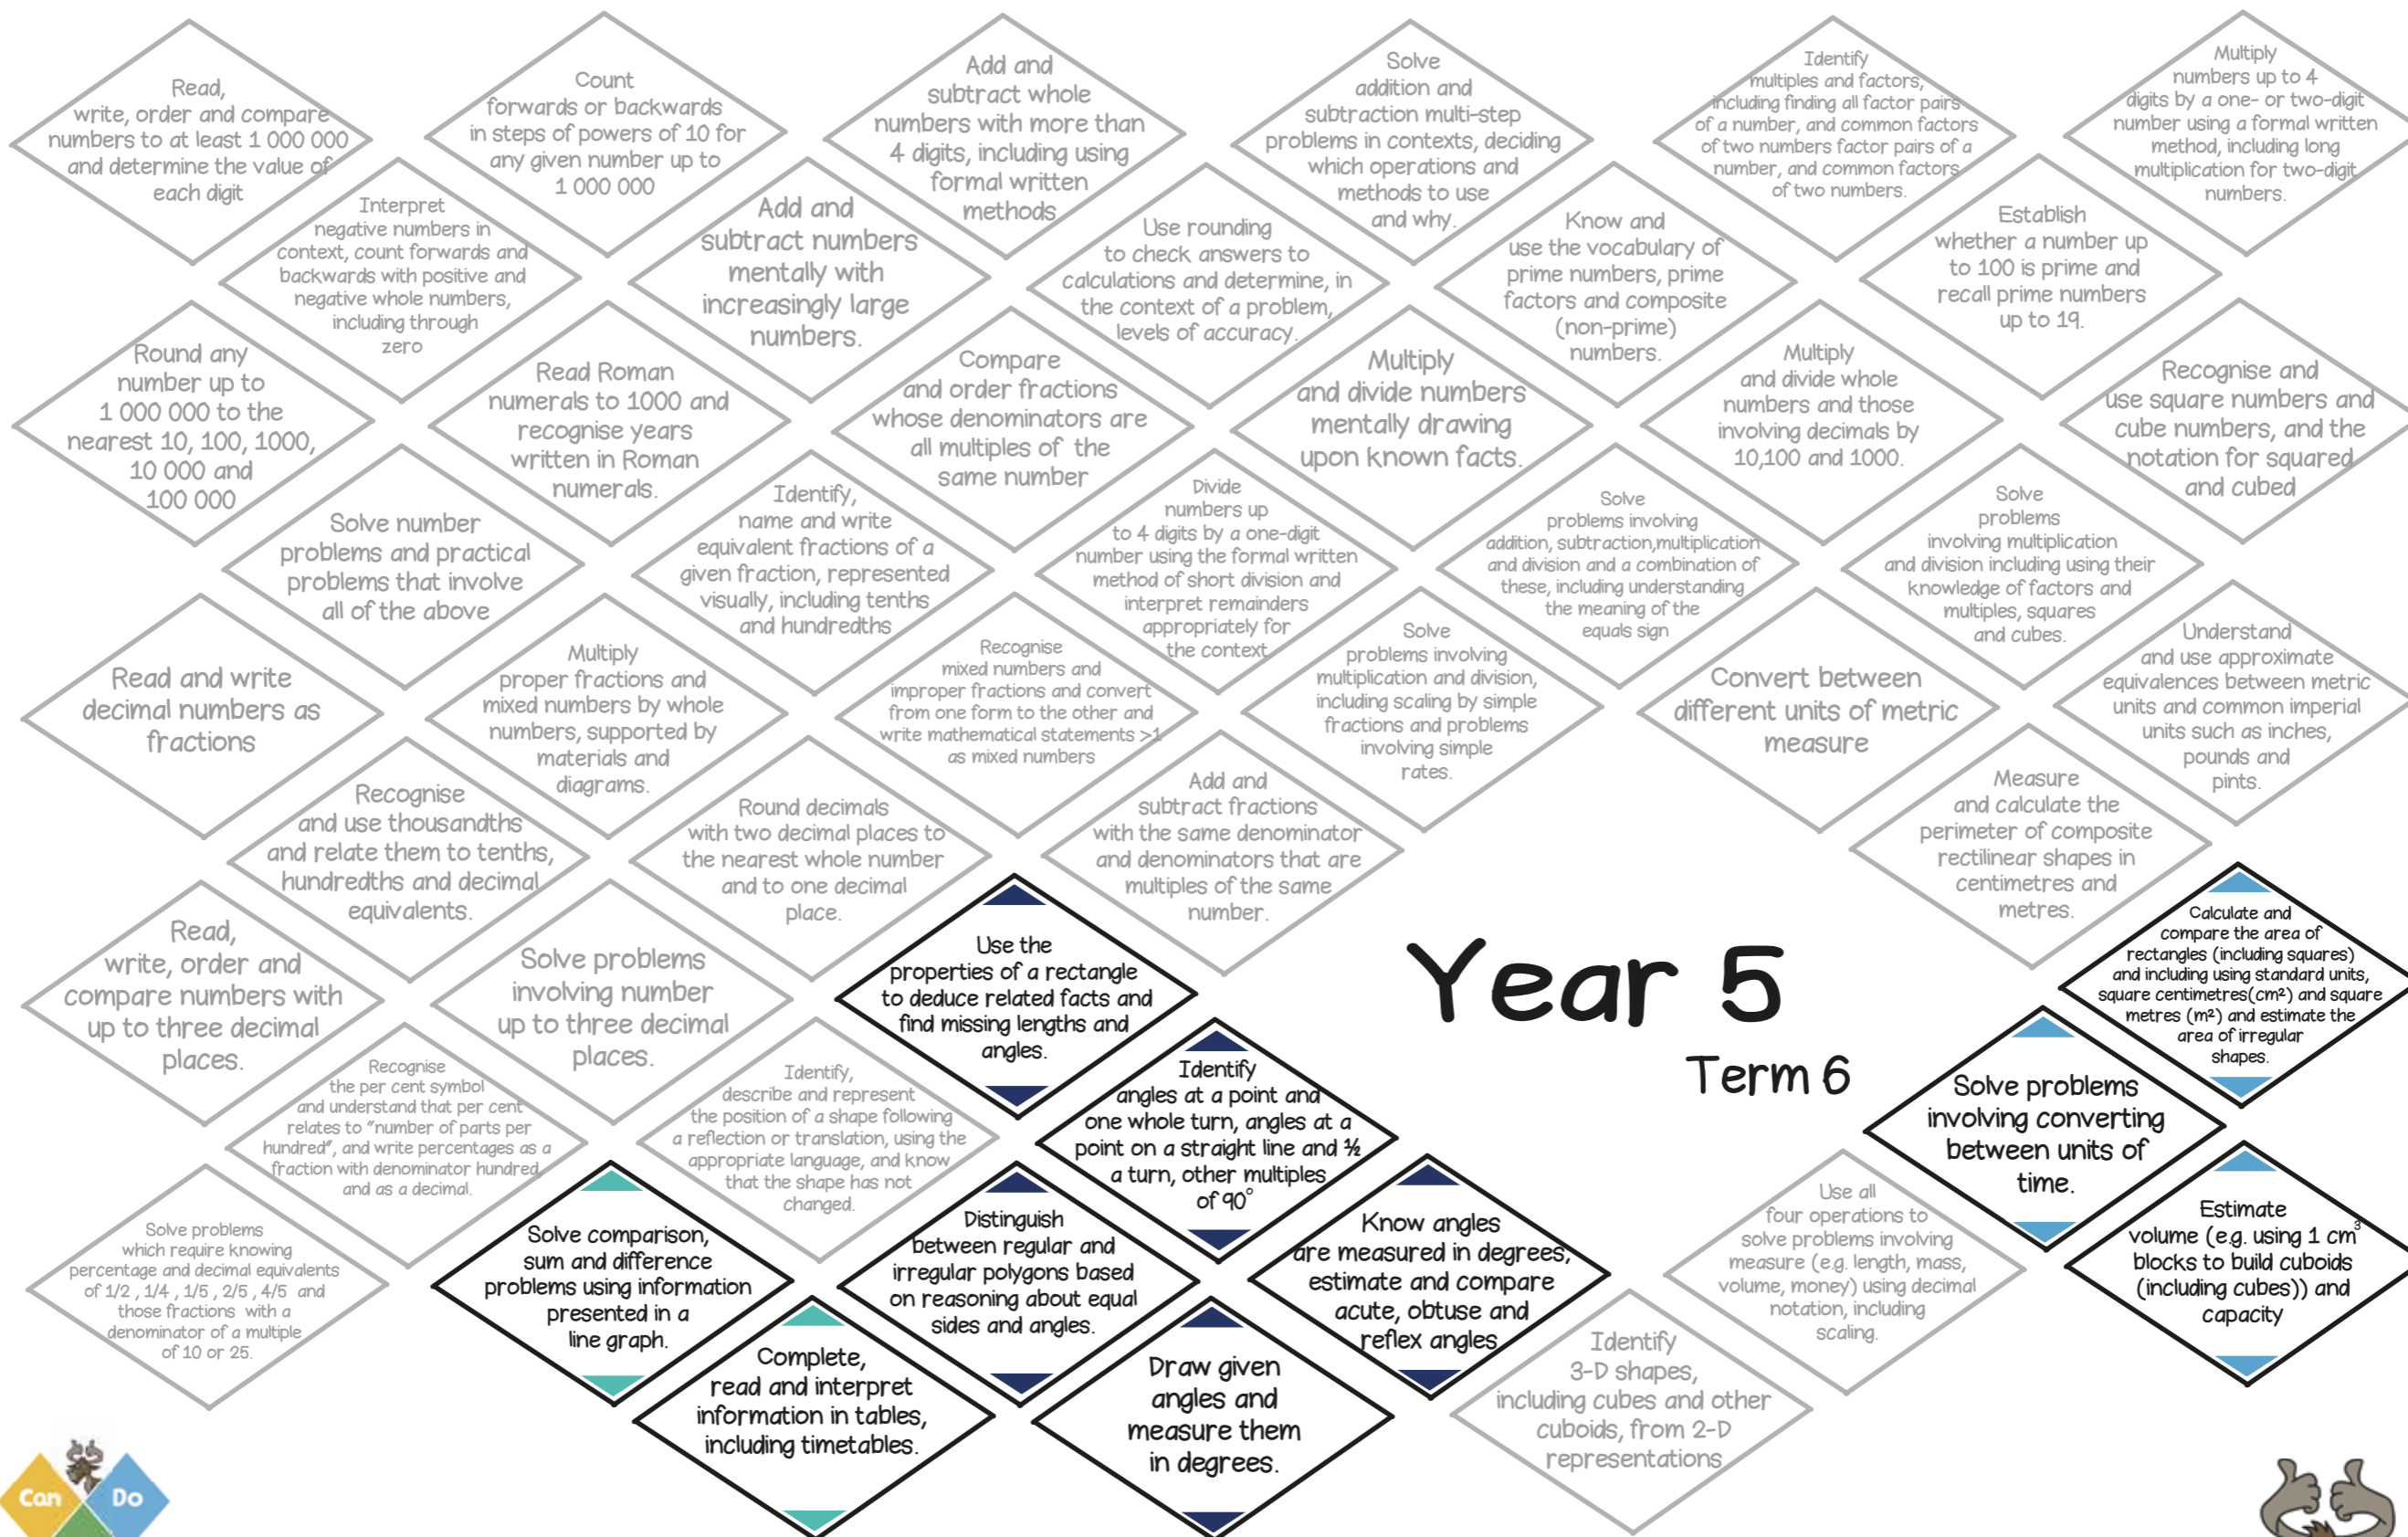 Read,
write, order and compare
numbers to at least 1 000 000
and determine the value of
each digit
Count
forwards or backwards
in steps of powers of 10 for
any given number up to
1 000 000
Add and
subtract whole
numbers with more than
4 digits, including using
formal written
methods
Solve
addition and
subtraction multi-step
problems in contexts, deciding
which operations and
methods to use
and why.
Identify
multiples and factors,
including finding all factor pairs
of a number, and common factors
of two numbers factor pairs of a
number, and common factors
of two numbers.
Multiply
numbers up to 4
digits by a one- or two-digit
number using a formal written
method, including long
multiplication for two-digit
numbers.
Interpret
negative numbers in
context, count forwards and
backwards with positive and
negative whole numbers,
including through
zero
Add and
subtract numbers
mentally with
increasingly large
numbers.
Use rounding
to check answers to
calculations and determine, in
the context of a problem,
levels of accuracy.
Know and
use the vocabulary of
prime numbers, prime
factors and composite
(non-prime)
numbers.
Establish
whether a number up
to 100 is prime and
recall prime numbers
up to 19.
Round any
number up to
1 000 000 to the
nearest 10, 100, 1000,
10 000 and
100 000
Read Roman
numerals to 1000 and
recognise years
written in Roman
numerals.
Compare
and order fractions
whose denominators are
all multiples of the
same number
Multiply
and divide numbers
mentally drawing
upon known facts.
Multiply
and divide whole
numbers and those
involving decimals by
10,100 and 1000.
Recognise and
use square numbers and
cube numbers, and the
notation for squared
and cubed
Solve number
problems and practical
problems that involve
all of the above
Identify,
name and write
equivalent fractions of a
given fraction, represented
visually, including tenths
and hundredths
Divide
numbers up
to 4 digits by a one-digit
number using the formal written
method of short division and
interpret remainders
appropriately for
the context
Solve
problems involving
addition, subtraction,multiplication
and division and a combination of
these, including understanding
the meaning of the
equals sign
Solve
problems
involving multiplication
and division including using their
knowledge of factors and
multiples, squares
and cubes.
Read and write
decimal numbers as
fractions
Multiply
proper fractions and
mixed numbers by whole
numbers, supported by
materials and
diagrams.
Recognise
mixed numbers and
improper fractions and convert
from one form to the other and
write mathematical statements >1
as mixed numbers
Solve
problems involving
multiplication and division,
including scaling by simple
fractions and problems
involving simple
rates.
Convert between
different units of metric
measure
Understand
and use approximate
equivalences between metric
units and common imperial
units such as inches,
pounds and
pints.
Recognise
and use thousandths
and relate them to tenths,
hundredths and decimal
equivalents.
Round decimals
with two decimal places to
the nearest whole number
and to one decimal
place.
Add and
subtract fractions
with the same denominator
and denominators that are
multiples of the same
number.
Measure
and calculate the
perimeter of composite
rectilinear shapes in
centimetres and
metres.
Read,
write, order and
compare numbers with
up to three decimal
places.
Solve problems
involving number
up to three decimal
places.
Use the
properties of a rectangle
to deduce related facts and
find missing lengths and
angles.
Year 5
Term 6
Calculate and
compare the area of
rectangles (including squares)
and including using standard units,
square centimetres(cm²) and square
metres (m²) and estimate the
area of irregular
shapes.
Recognise
the per cent symbol
and understand that per cent
relates to "number of parts per
hundred", and write percentages as a
fraction with denominator hundred,
and as a decimal.
Identify,
describe and represent
the position of a shape following
a reflection or translation, using the
appropriate language, and know
that the shape has not
changed.
Identify
angles at a point and
one whole turn, angles at a
point on a straight line and ½
a turn, other multiples
of 90°
Solve problems
involving converting
between units of
time.
Solve problems
which require knowing
percentage and decimal equivalents
of 1/2 , 1/4 , 1/5 , 2/5 , 4/5 and
those fractions with a
denominator of a multiple
of 10 or 25.
Solve comparison,
sum and difference
problems using information
presented in a
line graph.
Distinguish
between regular and
irregular polygons based
on reasoning about equal
sides and angles.
Know angles
are measured in degrees,
estimate and compare
acute, obtuse and
reflex angles
Use all
four operations to
solve problems involving
measure (e.g. length, mass,
volume, money) using decimal
notation, including
scaling.
Estimate
volume (e.g. using 1 cm³
blocks to build cuboids
(including cubes)) and
capacity
Complete,
read and interpret
information in tables,
including timetables.
Draw given
angles and
measure them
in degrees.
Identify
3-D shapes,
including cubes and other
cuboids, from 2-D
representations
Can Do